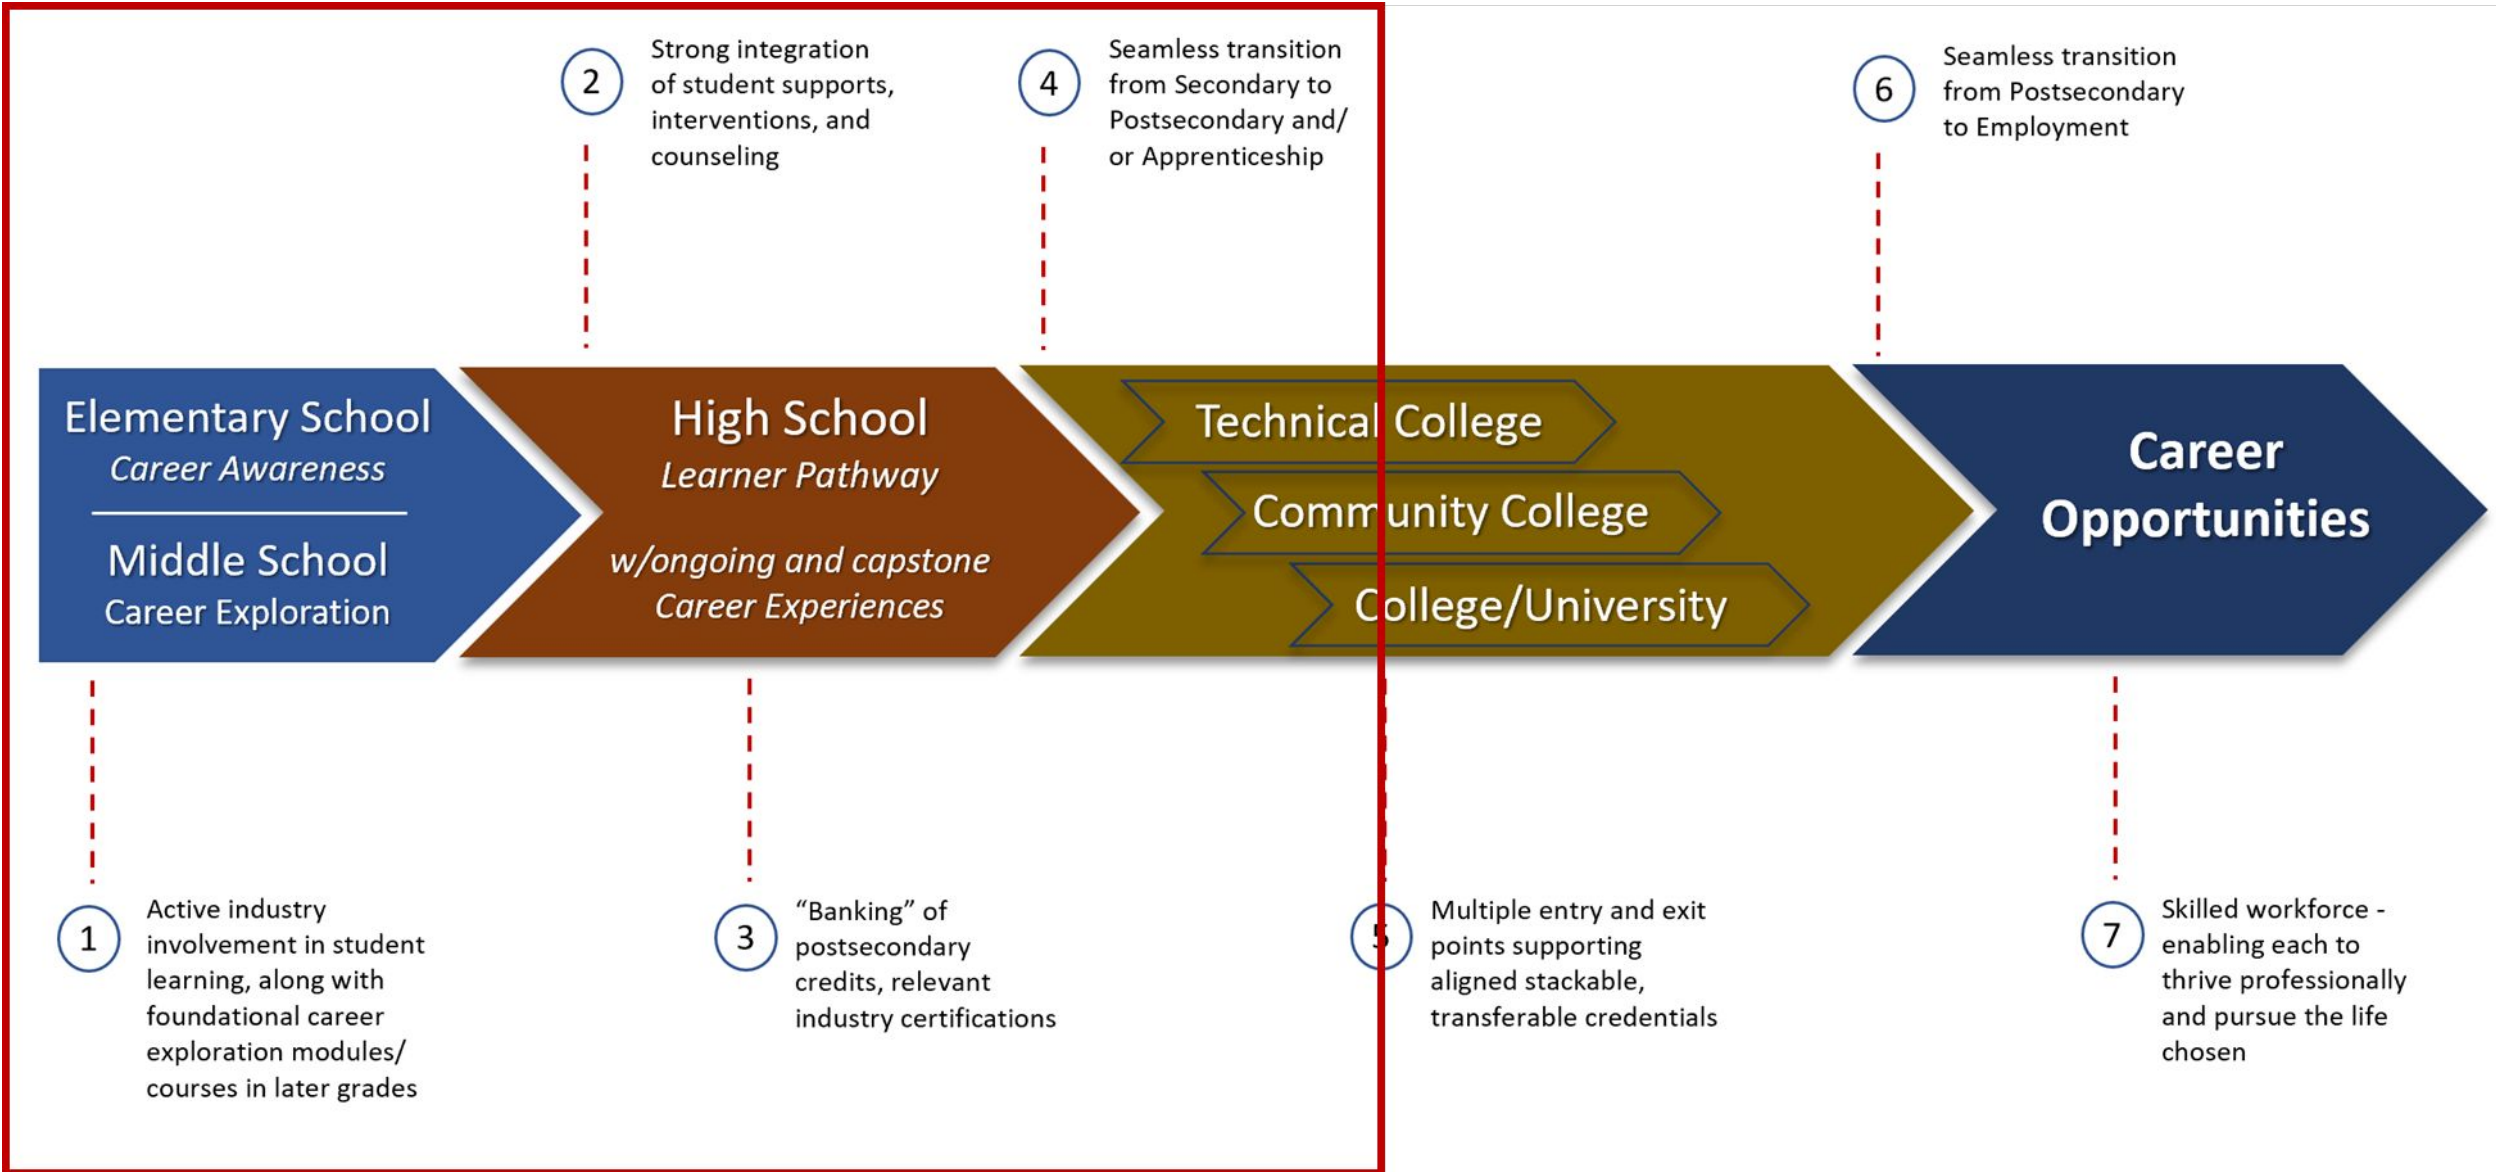 2
Strong integration
of student supports,
interventions, and
counseling
4
Seamless transition
from Secondary to
Postsecondary and/
or Apprenticeship
6
Seamless transition
from Postsecondary
to Employment
Elementary School
Career Awareness
Middle School
Career Exploration
High School
Learner Pathway
w/ongoing and capstone
Career Experiences
Technical College
Community College
College/University
Career
Opportunities
1
Active industry
involvement in student
learning, along with
foundational career
exploration modules/
courses in later grades
3
“Banking” of
postsecondary
credits, relevant
industry certifications
5
Multiple entry and exit
points supporting
aligned stackable,
transferable credentials
7
Skilled workforce -
enabling each to
thrive professionally
and pursue the life
chosen